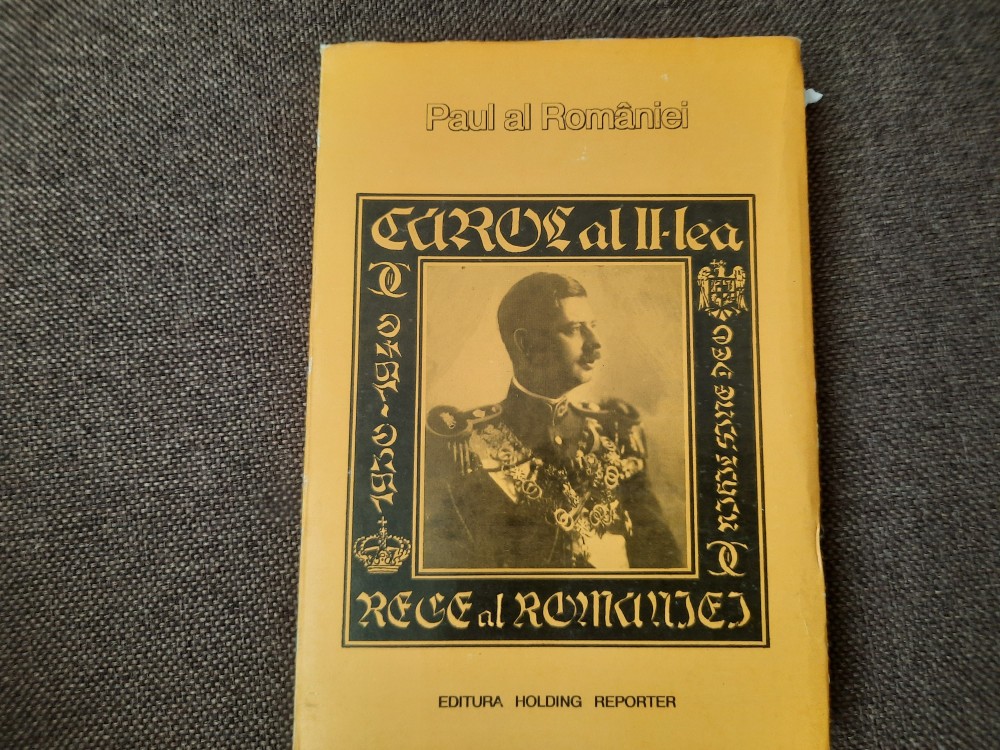 Paul al României
CAROL al II-lea
1930-1940
NIHIL SINE DEO
REGE al ROMANIEI
EDITURA HOLDING REPORTER